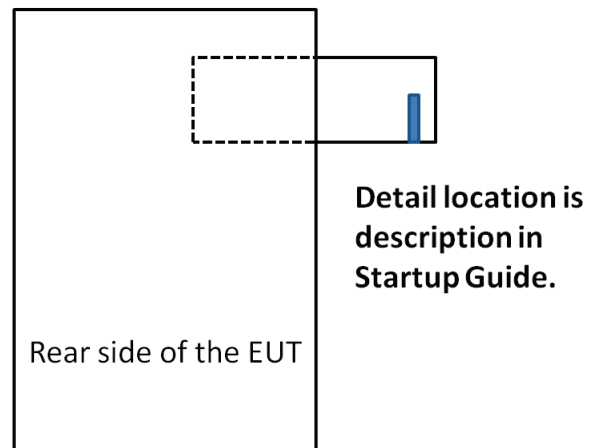 Detail location is
description in
Startup Guide.
Rear side of the EUT